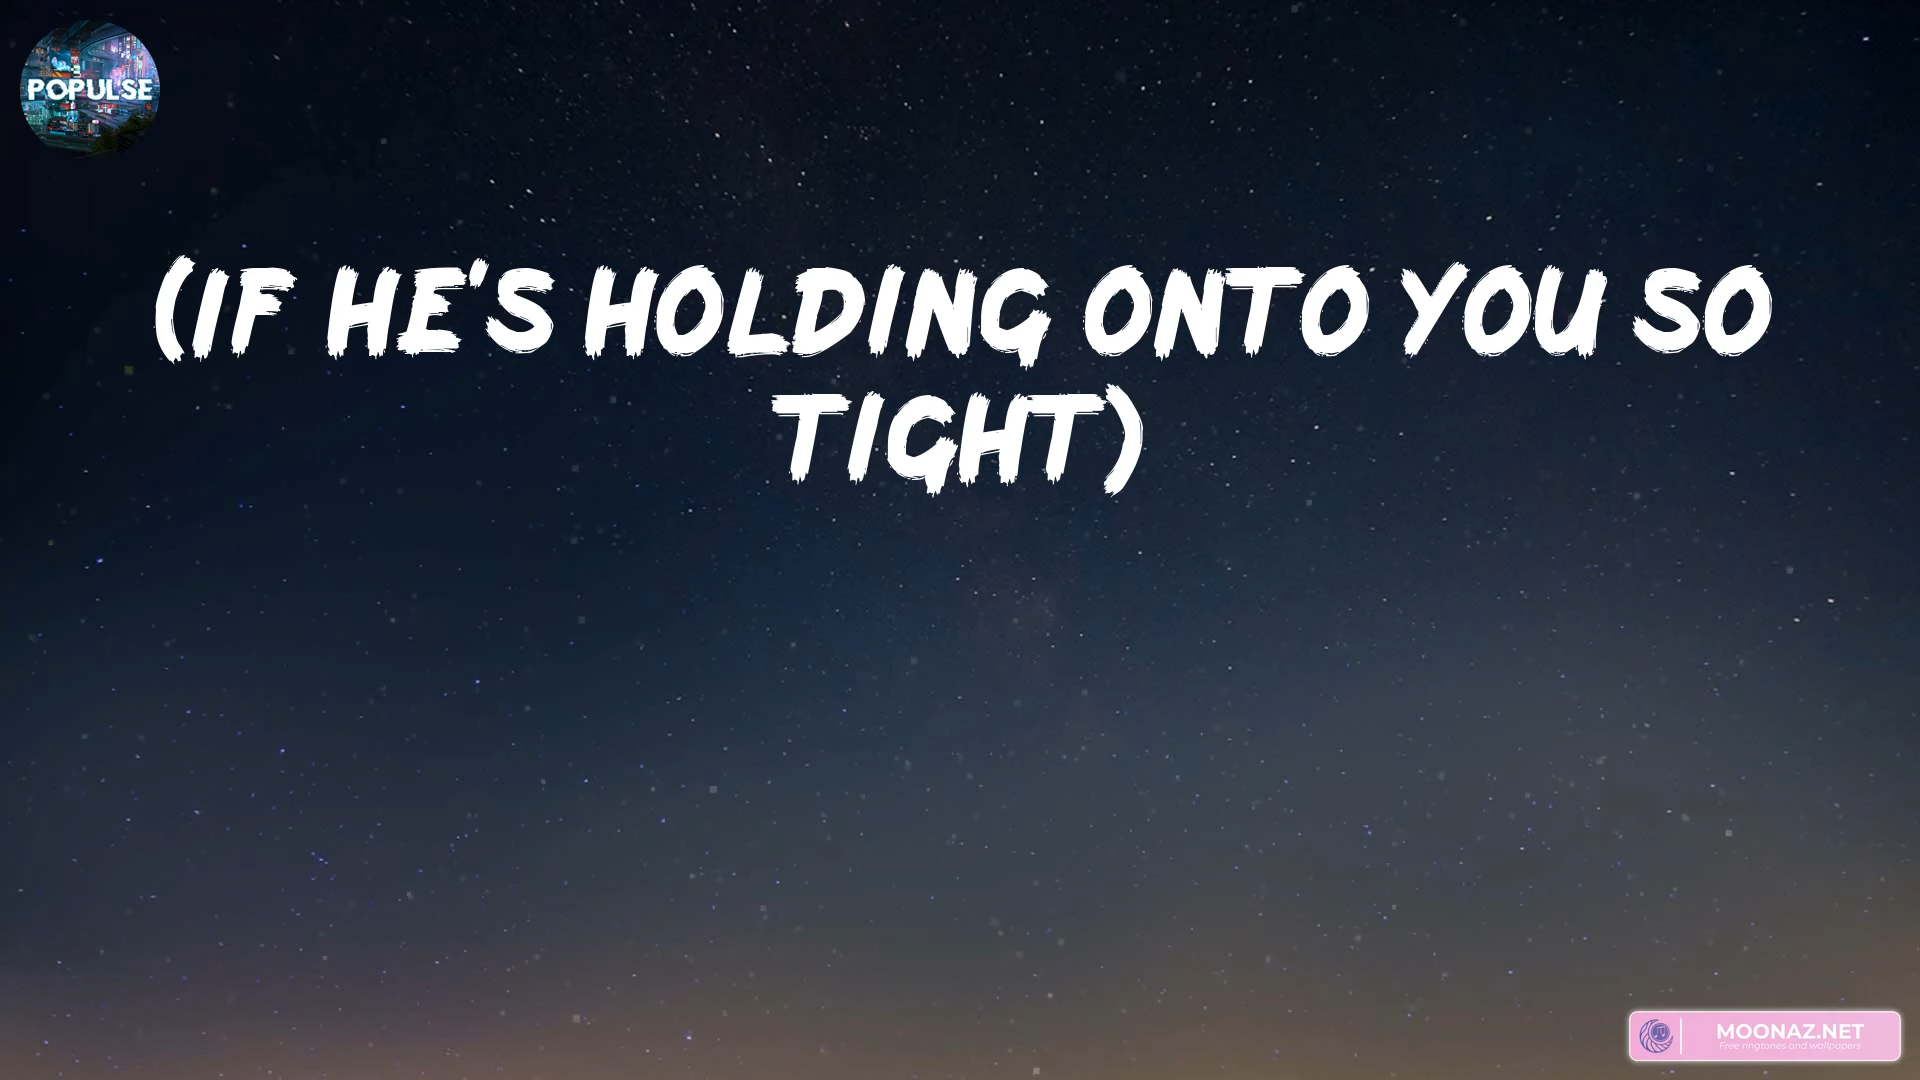 POPULSE
(IF HE'S HOLDING ONTO YOU SO
TIGHT)
MOONAZ.NET
Free ringtones and wallpapers